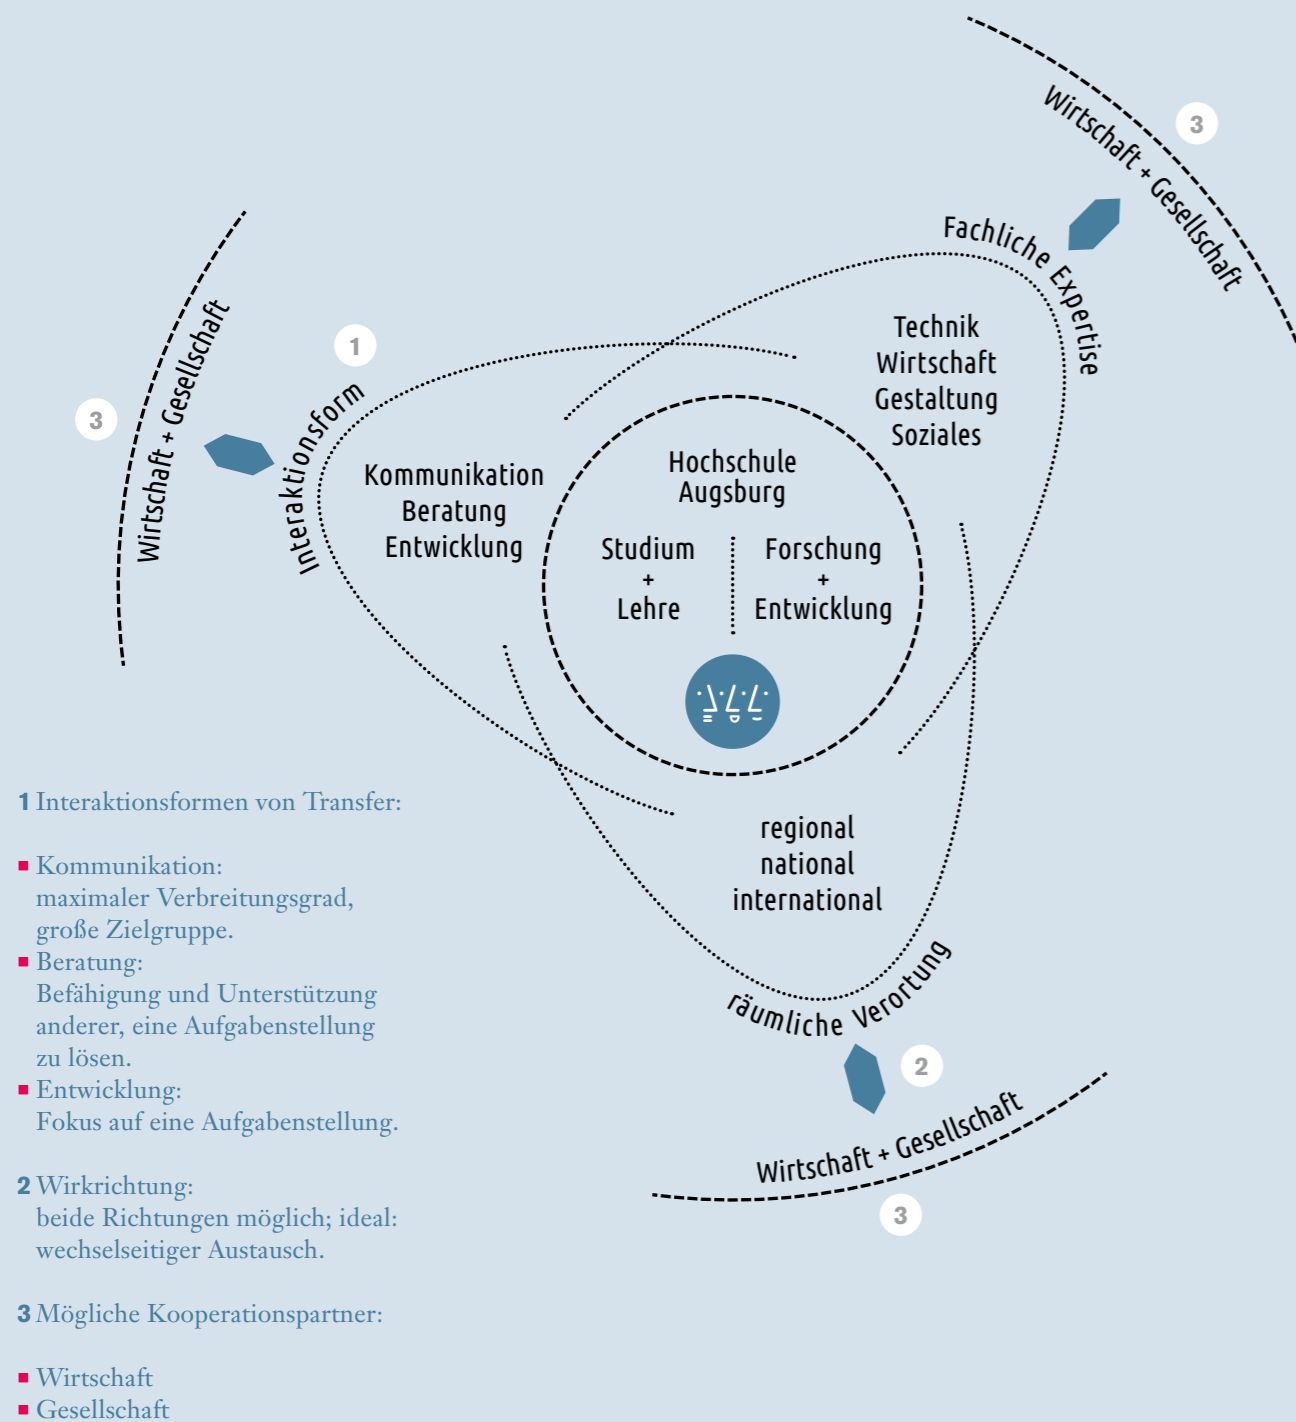 3
Wirtschaft + Gesellschaft
Fachliche Expertise
Technik
Wirtschaft
Gestaltung
Soziales
3
Wirtschaft + Gesellschaft
1
Interaktionsform
Kommunikation
Beratung
Entwicklung
Hochschule
Augsburg
Studium
+
Lehre
Forschung
+
Entwicklung
regional
national
international
räumliche Verortung
2
Wirtschaft + Gesellschaft
3
1 Interaktionsformen von Transfer:
Kommunikation:
maximaler Verbreitungsgrad,
große Zielgruppe.
Beratung:
Befähigung und Unterstützung
anderer, eine Aufgabenstellung
zu lösen.
Entwicklung:
Fokus auf eine Aufgabenstellung.
2 Wirkrichtung:
beide Richtungen möglich; ideal:
wechselseitiger Austausch.
3 Mögliche Kooperationspartner:
Wirtschaft
Gesellschaft